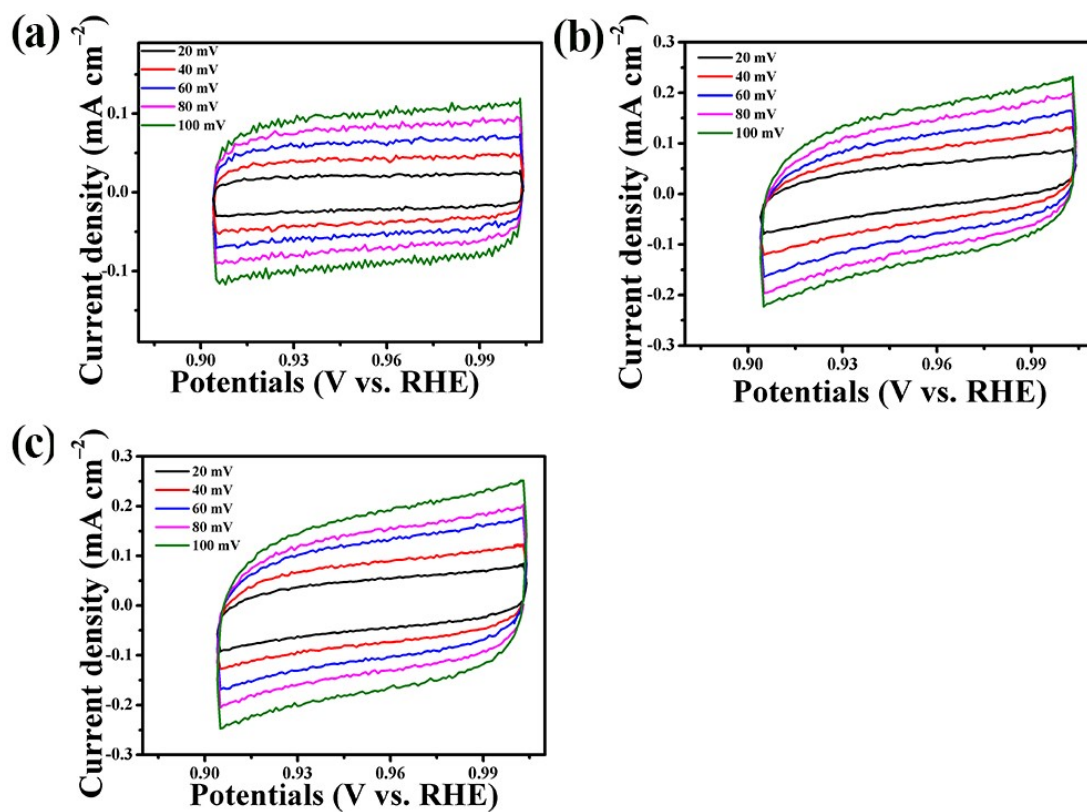 (a)
20 mV
40 mV
60 mV
80 mV
100 mV
0.1
0.0
-0.1
Current density (mA cm⁻²)
0.90 0.93 0.96 0.99
Potentials (V vs. RHE)
(b)
0.3
20 mV
40 mV
60 mV
80 mV
100 mV
0.2
0.1
0.0
-0.1
-0.2
-0.3
Current density (mA cm⁻²)
0.90 0.93 0.96 0.99
Potentials (V vs. RHE)
(c)
0.3
20 mV
40 mV
60 mV
80 mV
100 mV
0.2
0.1
0.0
-0.1
-0.2
-0.3
Current density (mA cm⁻²)
0.90 0.93 0.96 0.99
Potentials (V vs. RHE)